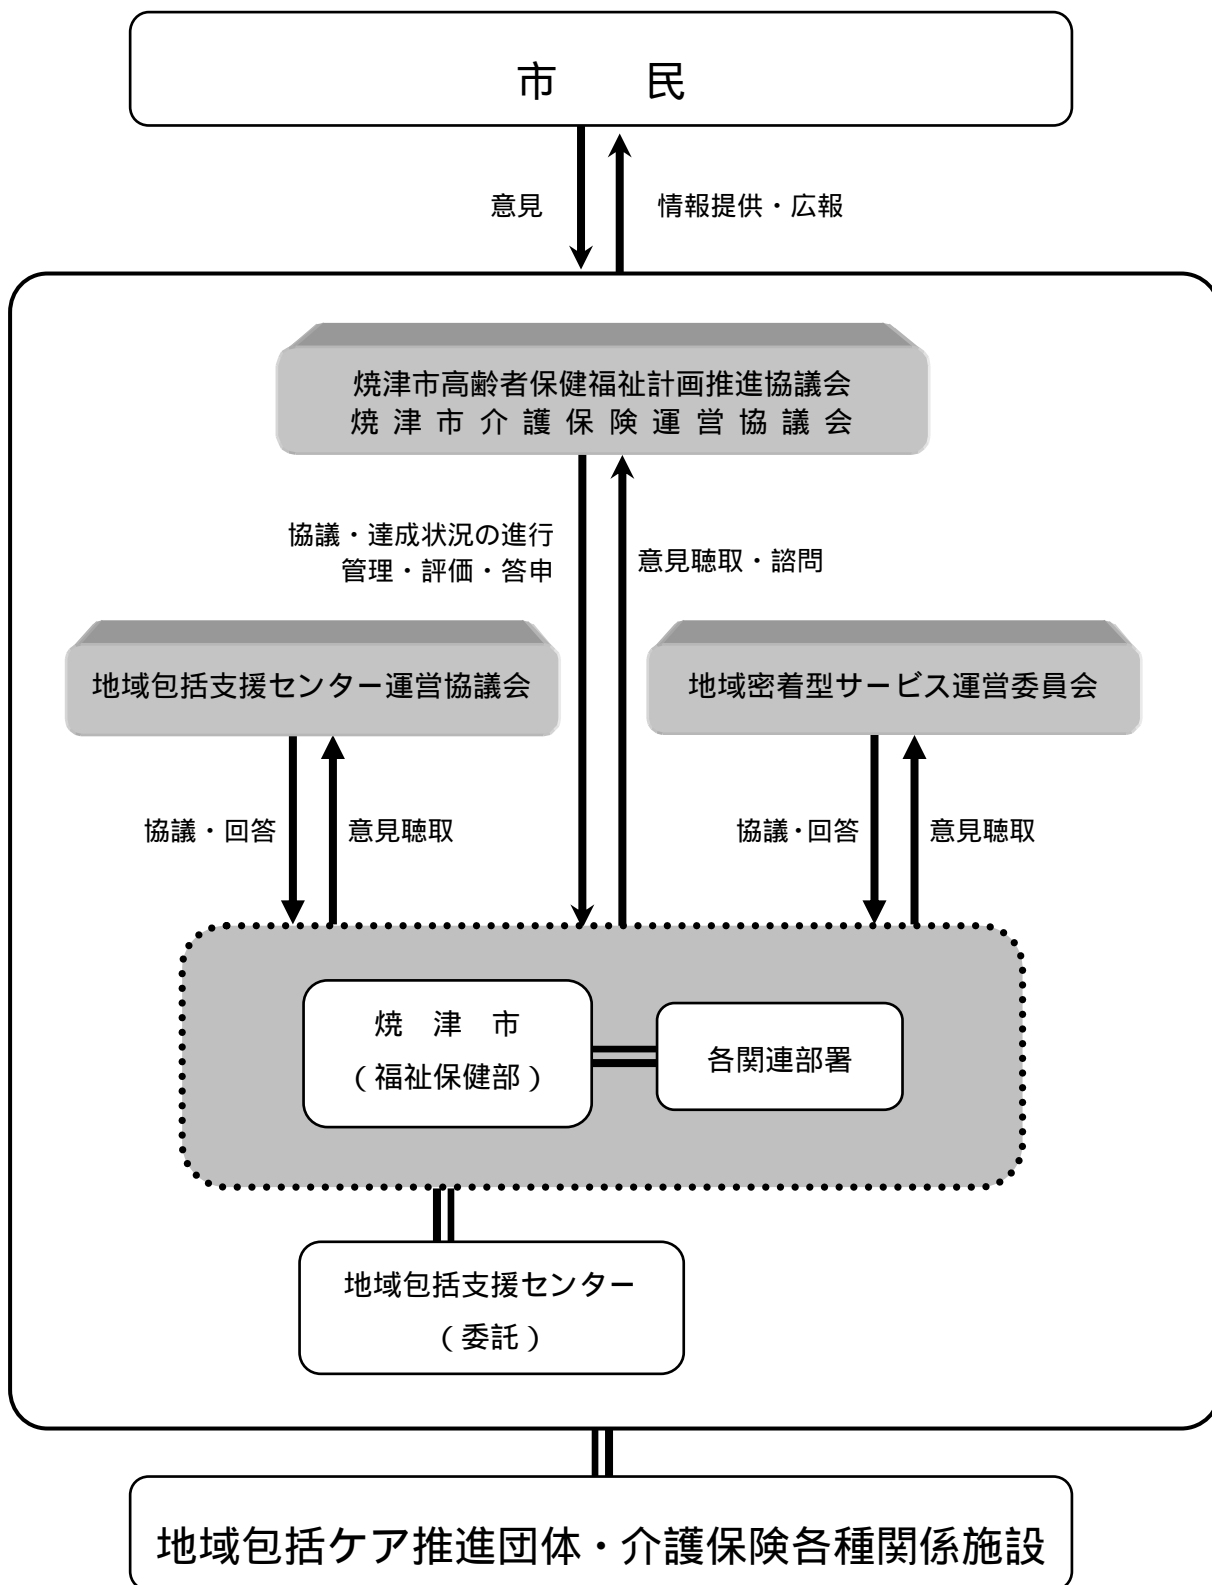 市　　民
意見
情報提供・広報
焼津市高齢者保健福祉計画推進協議会
焼津市介護保険運営協議会
協議・達成状況の進行
管理・評価・答申
意見聴取・諮問
地域包括支援センター運営協議会
地域密着型サービス運営委員会
協議・回答
意見聴取
協議・回答
意見聴取
焼　津　市
（福祉保健部）
各関連部署
地域包括支援センター
（委託）
地域包括ケア推進団体・介護保険各種関係施設